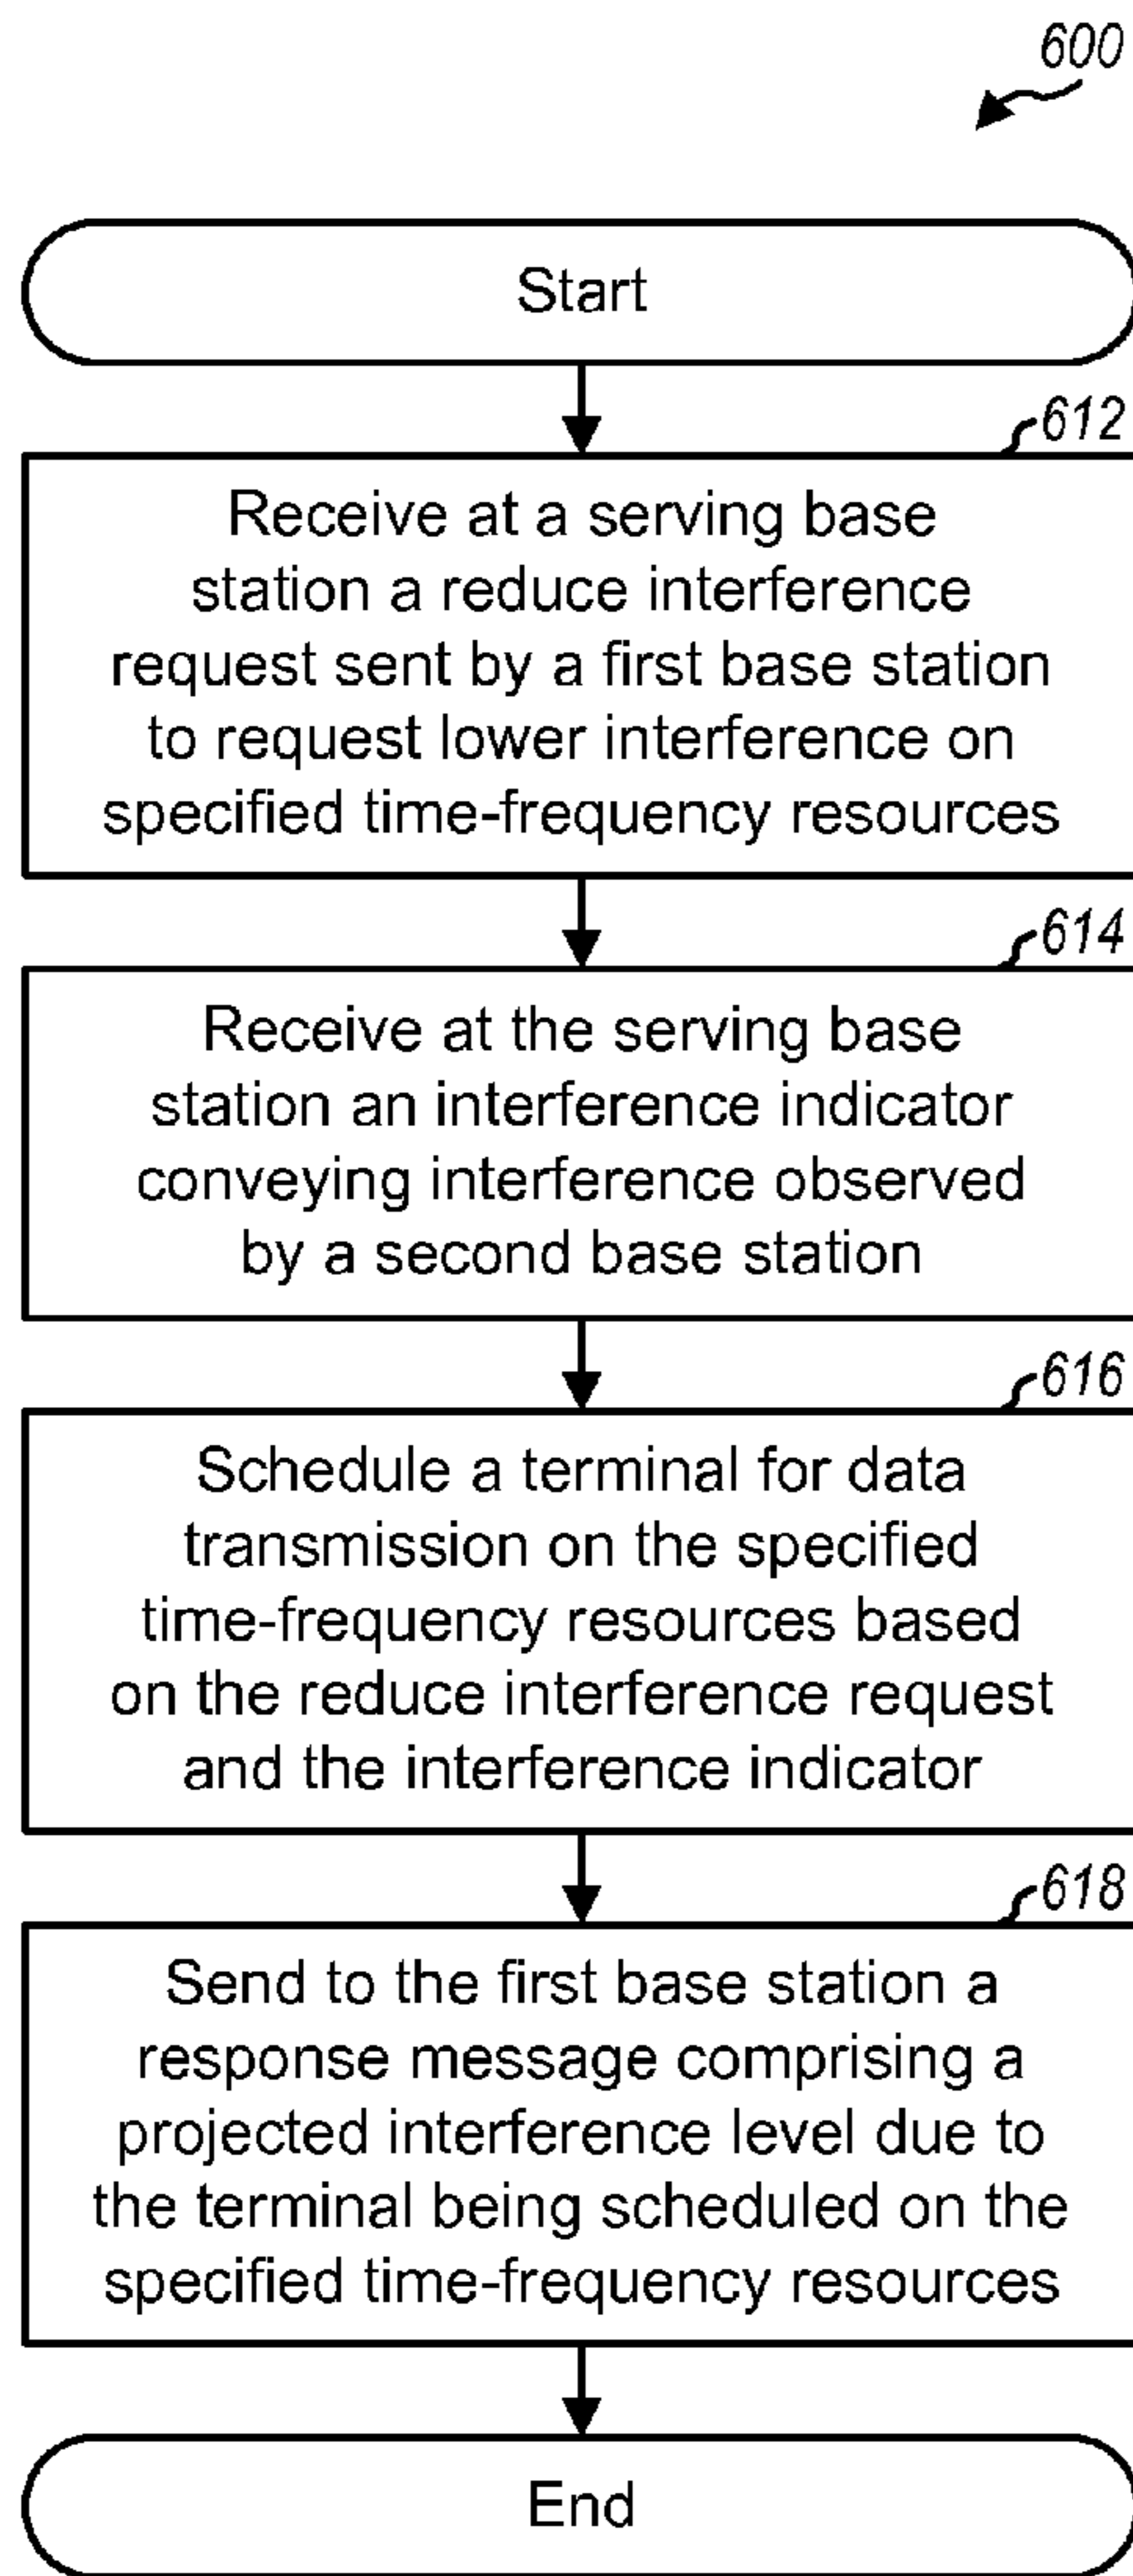 600
Start
612
Receive at a serving base
station a reduce interference
request sent by a first base station
to request lower interference on
specified time-frequency resources
614
Receive at the serving base
station an interference indicator
conveying interference observed
by a second base station
616
Schedule a terminal for data
transmission on the specified
time-frequency resources based
on the reduce interference request
and the interference indicator
618
Send to the first base station a
response message comprising a
projected interference level due to
the terminal being scheduled on the
specified time-frequency resources
End